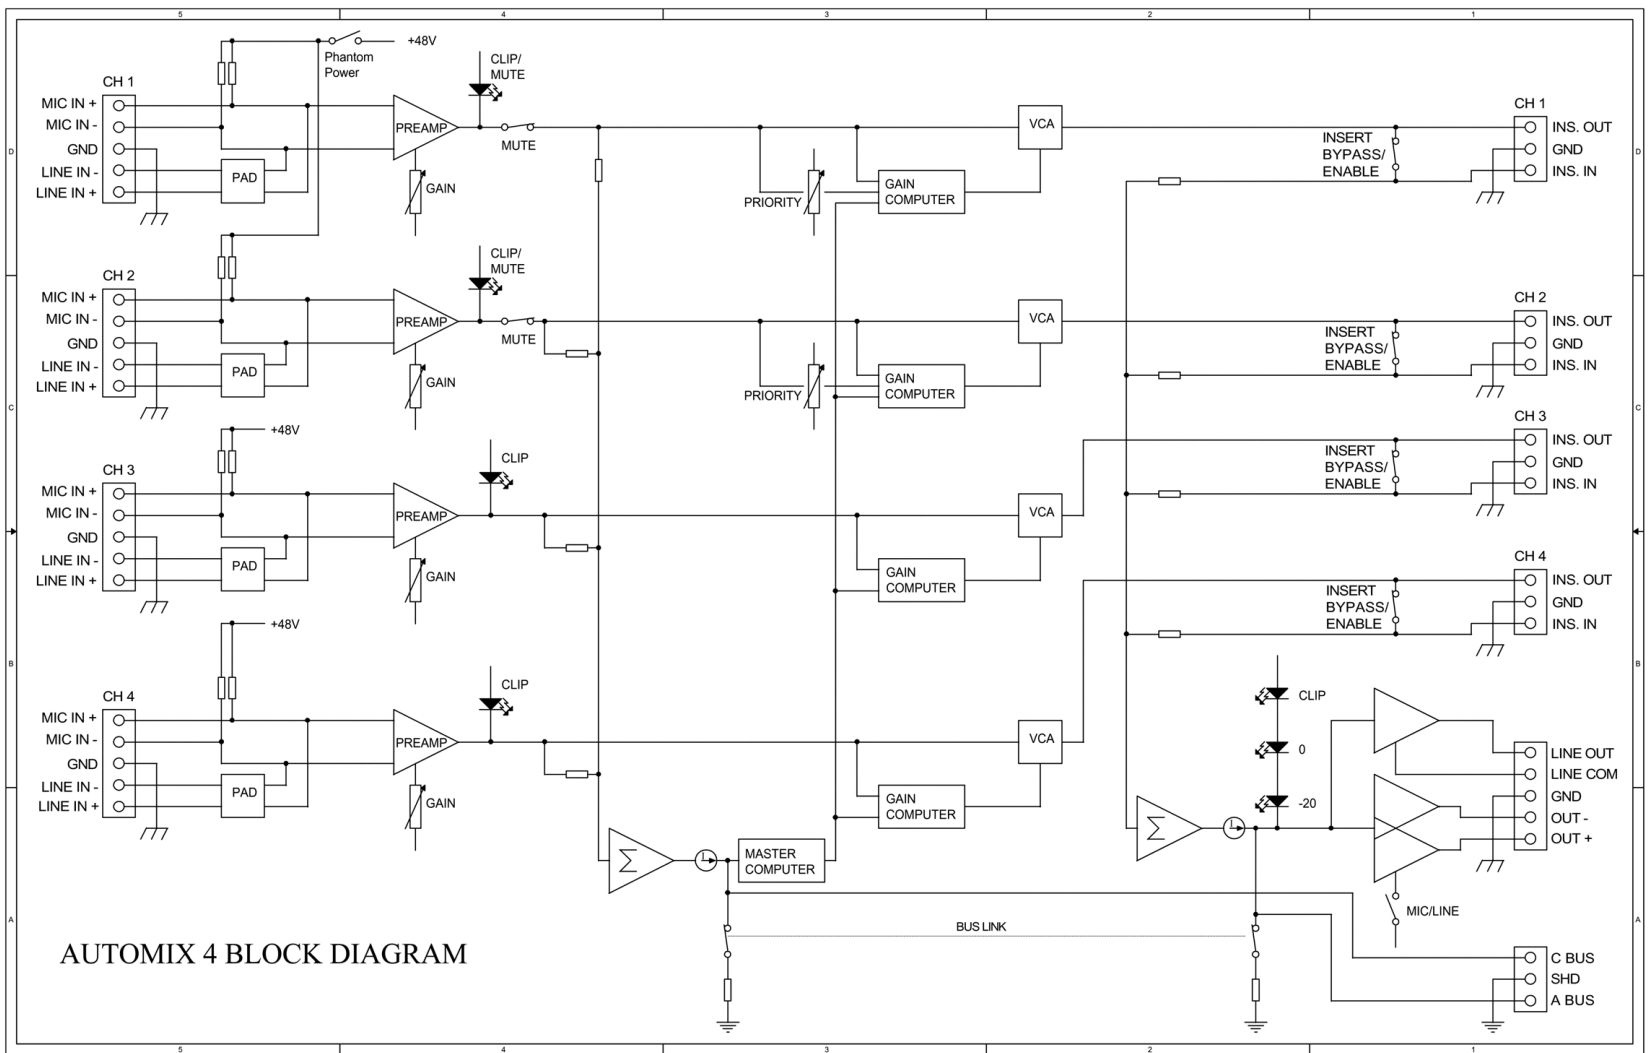 5 4 3 2 1
+48V
Phantom
Power
CH 1
MIC IN +
MIC IN -
GND
LINE IN -
LINE IN +
PAD
PREAMP
GAIN
CLIP/
MUTE
MUTE
PRIORITY
GAIN
COMPUTER
VCA
INSERT
BYPASS/
ENABLE
CH 1
INS. OUT
GND
INS. IN
D
D
CH 2
MIC IN +
MIC IN -
GND
LINE IN -
LINE IN +
PAD
PREAMP
GAIN
CLIP/
MUTE
MUTE
PRIORITY
GAIN
COMPUTER
VCA
INSERT
BYPASS/
ENABLE
CH 2
INS. OUT
GND
INS. IN
C
C
+48V
CH 3
MIC IN +
MIC IN -
GND
LINE IN -
LINE IN +
PAD
PREAMP
GAIN
CLIP
GAIN
COMPUTER
VCA
INSERT
BYPASS/
ENABLE
CH 3
INS. OUT
GND
INS. IN
+48V
CH 4
MIC IN +
MIC IN -
GND
LINE IN -
LINE IN +
PAD
PREAMP
GAIN
CLIP
GAIN
COMPUTER
VCA
INSERT
BYPASS/
ENABLE
CH 4
INS. OUT
GND
INS. IN
B
B
Σ
MASTER
COMPUTER
Σ
CLIP
0
-20
LINE OUT
LINE COM
GND
OUT -
OUT +
MIC/LINE
BUS LINK
C BUS
SHD
A BUS
A
A
AUTOMIX 4 BLOCK DIAGRAM
5 4 3 2 1